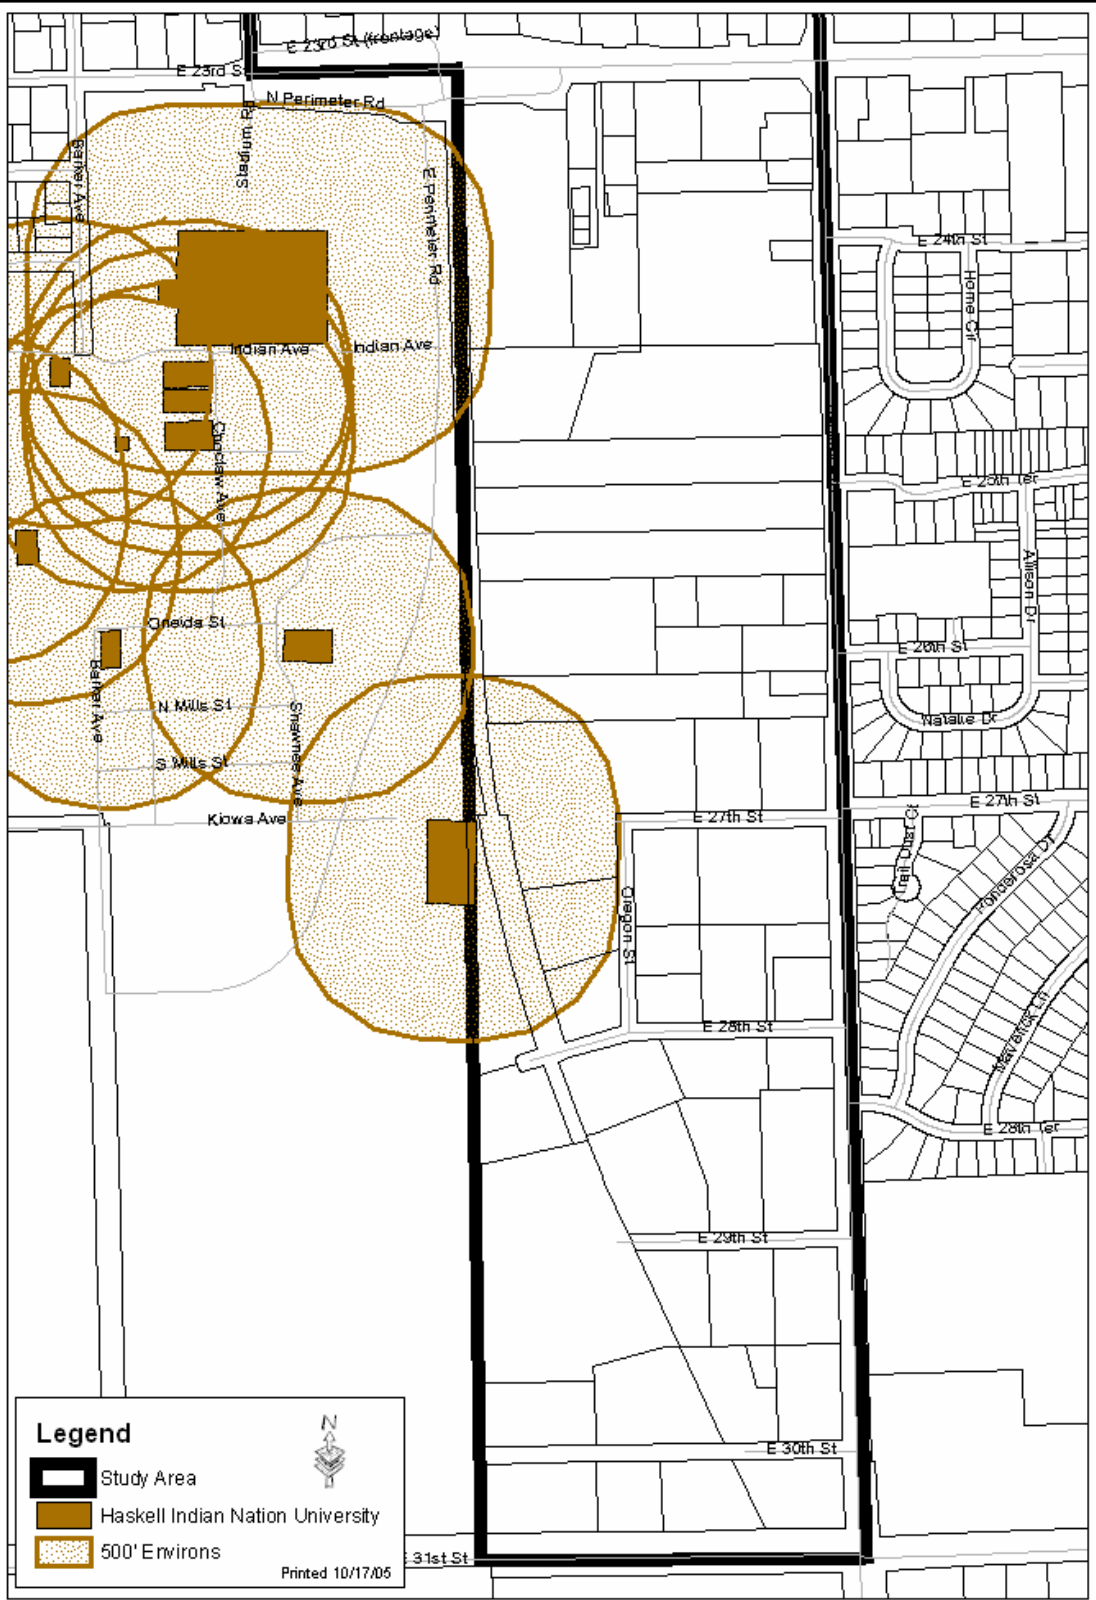 E 23rd St (frontage)
E 23rd St
N Perimeter Rd
Barker Ave
E Perimeter Rd
E 24th St
Home Cir
Indian Ave
Indian Ave
Choctaw Ave
E 25th Ter
Allison Dr
Oneida St
E 26th St
Barker Ave
N Mills St
Shawnee Ave
Natalie Dr
S Mills St
Kiowa Ave
E 27th St
E 27th St
Trail Dust Ct
Ponderosa Dr
Oregon St
Maverick Ln
E 28th St
E 28th Ter
E 29th St
E 30th St
E 31st St
Legend
N
Study Area
Haskell Indian Nation University
500' Environs
Printed 10/17/05